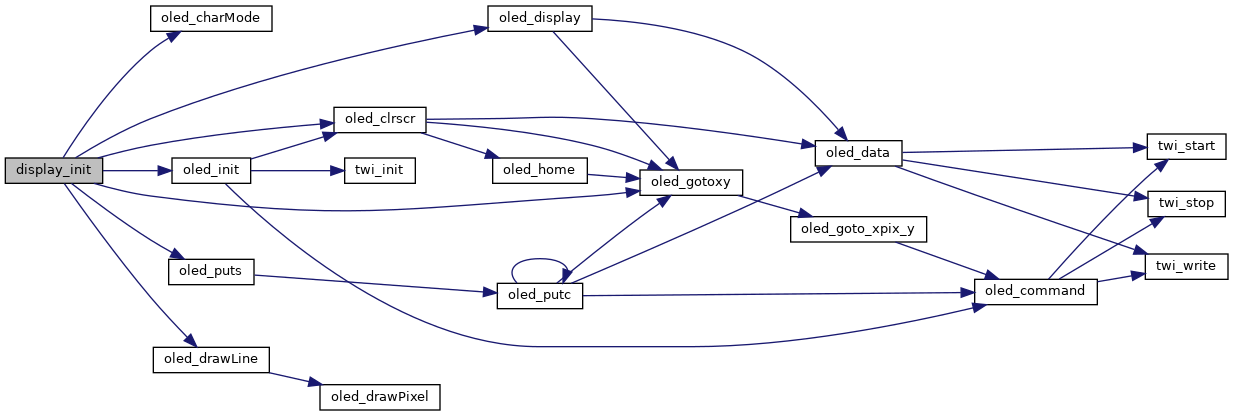 oled_charMode
oled_display
oled_clrscr
oled_data
twi_start
display_init
oled_init
twi_init
oled_home
oled_gotoxy
twi_stop
oled_goto_xpix_y
oled_puts
twi_write
oled_putc
oled_command
oled_drawLine
oled_drawPixel